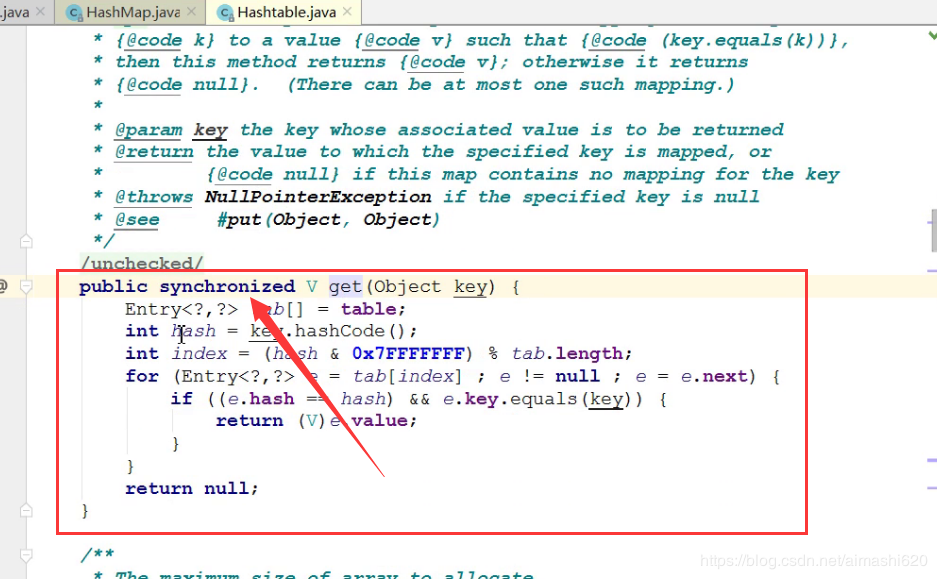 .java × HashMap.java × Hashtable.java ×
* {@code k} to a value {@code v} such that {@code (key.equals(k))},
* then this method returns {@code v}; otherwise it returns
* {@code null}. (There can be at most one such mapping.)
*
* @param key the key whose associated value is to be returned
* @return the value to which the specified key is mapped, or
* {@code null} if this map contains no mapping for the key
* @throws NullPointerException if the specified key is null
* @see #put(Object, Object)
*/
/unchecked/
@ public synchronized V get(Object key) {
Entry<?,?> tab[] = table;
int hash = key.hashCode();
int index = (hash & 0x7FFFFFFF) % tab.length;
for (Entry<?,?> e = tab[index] ; e != null ; e = e.next) {
if ((e.hash == hash) && e.key.equals(key)) {
return (V)e.value;
}
}
return null;
}
/**
* The maximum size of array to allocate.
https://blog.csdn.net/aimashi620